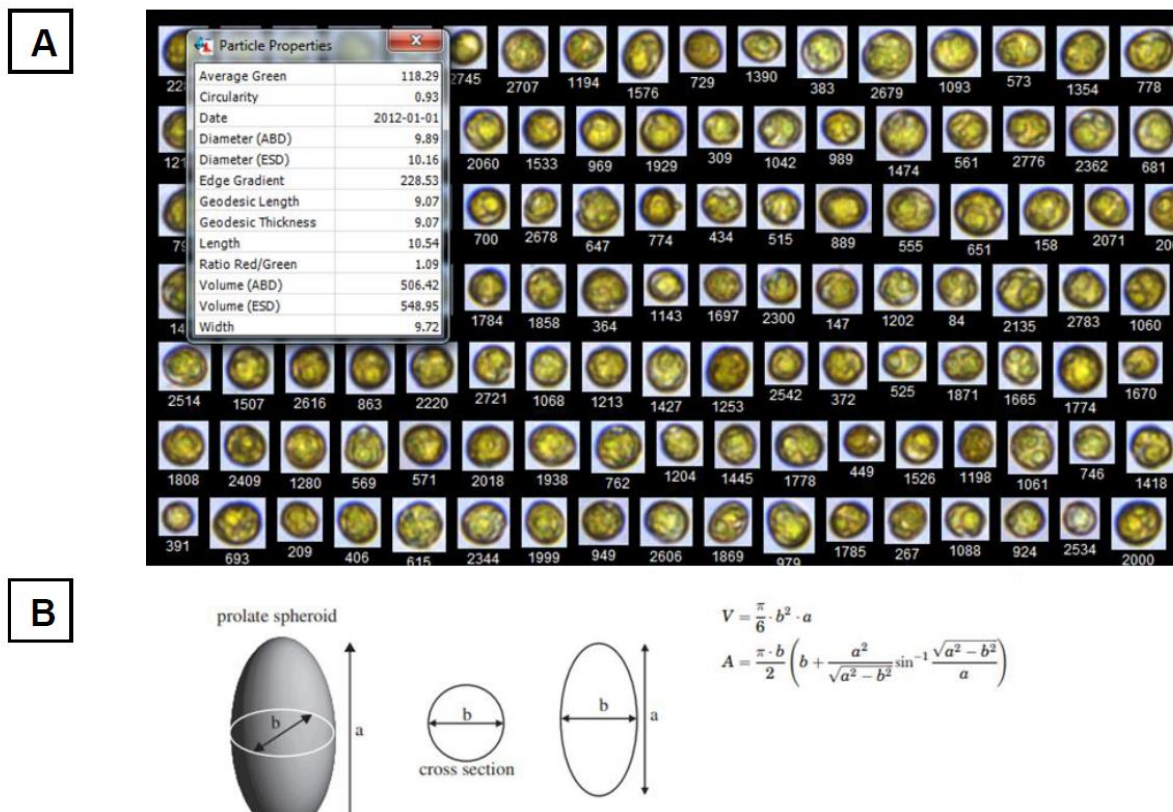 A
Particle Properties
X
Average Green 118.29
Circularity 0.93
Date 2012-01-01
Diameter (ABD) 9.89
Diameter (ESD) 10.16
Edge Gradient 228.53
Geodesic Length 9.07
Geodesic Thickness 9.07
Length 10.54
Ratio Red/Green 1.09
Volume (ABD) 506.42
Volume (ESD) 548.95
Width 9.72
2745 2707 1194 1576 729 1390 383 2679 1093 573 1354 778
2060 1533 969 1929 309 1042 989 1474 561 2776 2362 681
700 2678 647 774 434 515 889 555 651 158 2071
1784 1858 364 1143 1697 2300 147 1202 84 2135 2783 1060
2514 1507 2616 863 2220 2721 1068 1213 1427 1253 2542 372 525 1871 1665 1774 1670
1808 2409 1280 569 571 2018 1938 762 1204 1445 1778 449 1526 1198 1061 746 1418
391 693 209 406 615 2344 1999 949 2606 1869 979 1785 267 1088 924 2534 2000
B
prolate spheroid
b
a
b
cross section
b
a
V = π/6 · b² · a
A = π · b/2 (b + a²/√(a² − b²) sin⁻¹ √(a² − b²)/a)